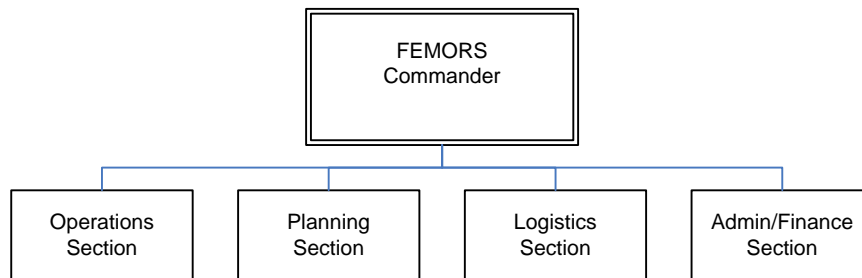 FEMORS
Commander
Operations
Section
Planning
Section
Logistics
Section
Admin/Finance
Section